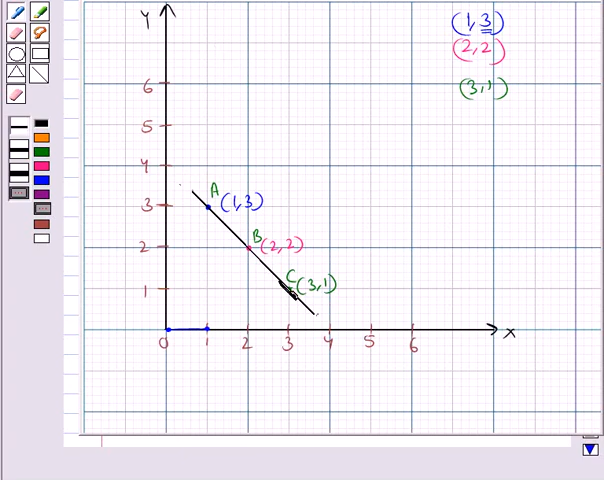 Y
(1,3)
(2,2)
(3,1)
6
5
4
3
2
1
A (1,3)
B (2,2)
C (3,1)
0 1 2 3 4 5 6 X